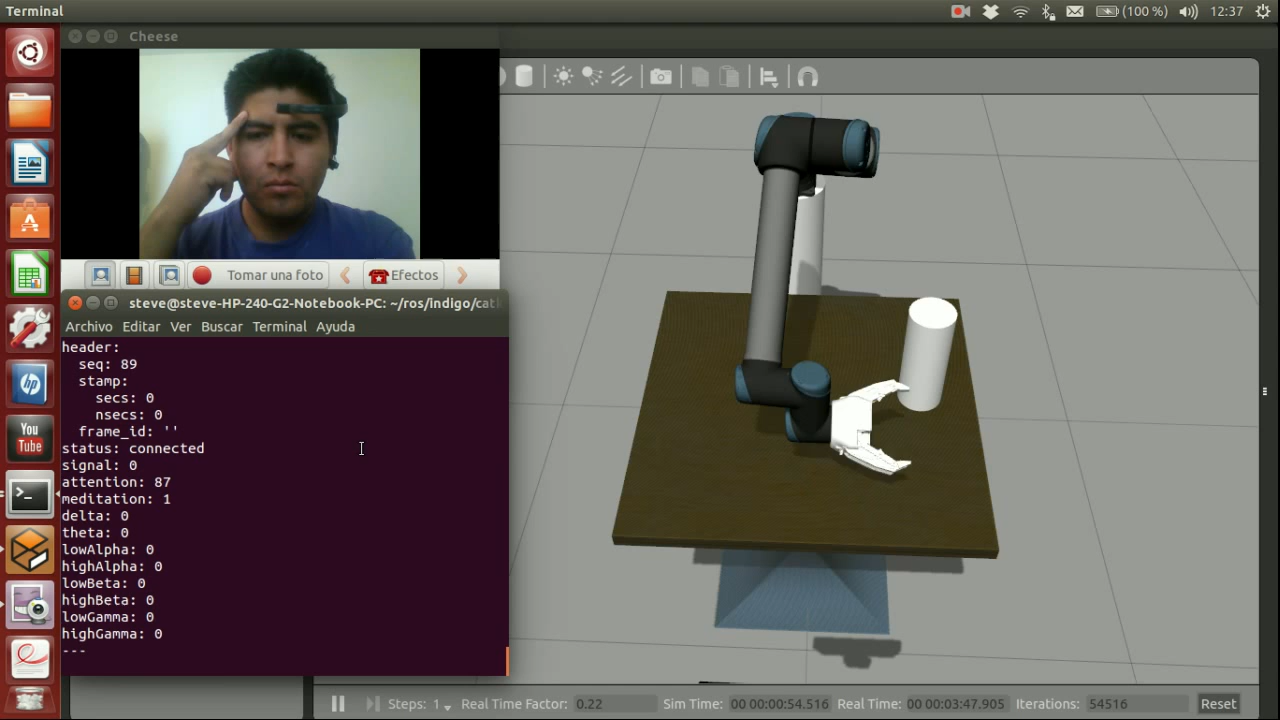 Terminal
(100 %)
12:37
Cheese
Tomar una foto
Efectos
steve@steve-HP-240-G2-Notebook-PC: ~/ros/indigo/cat
Archivo Editar Ver Buscar Terminal Ayuda
header:
seq: 89
stamp:
secs: 0
nsecs: 0
frame_id: ''
status: connected
signal: 0
attention: 87
meditation: 1
delta: 0
theta: 0
lowAlpha: 0
highAlpha: 0
lowBeta: 0
highBeta: 0
lowGamma: 0
highGamma: 0
---
hp
You
Tube
Steps: 1
Real Time Factor: 0.22
Sim Time: 00 00:00:54.516
Real Time: 00 00:03:47.905
Iterations: 54516
Reset